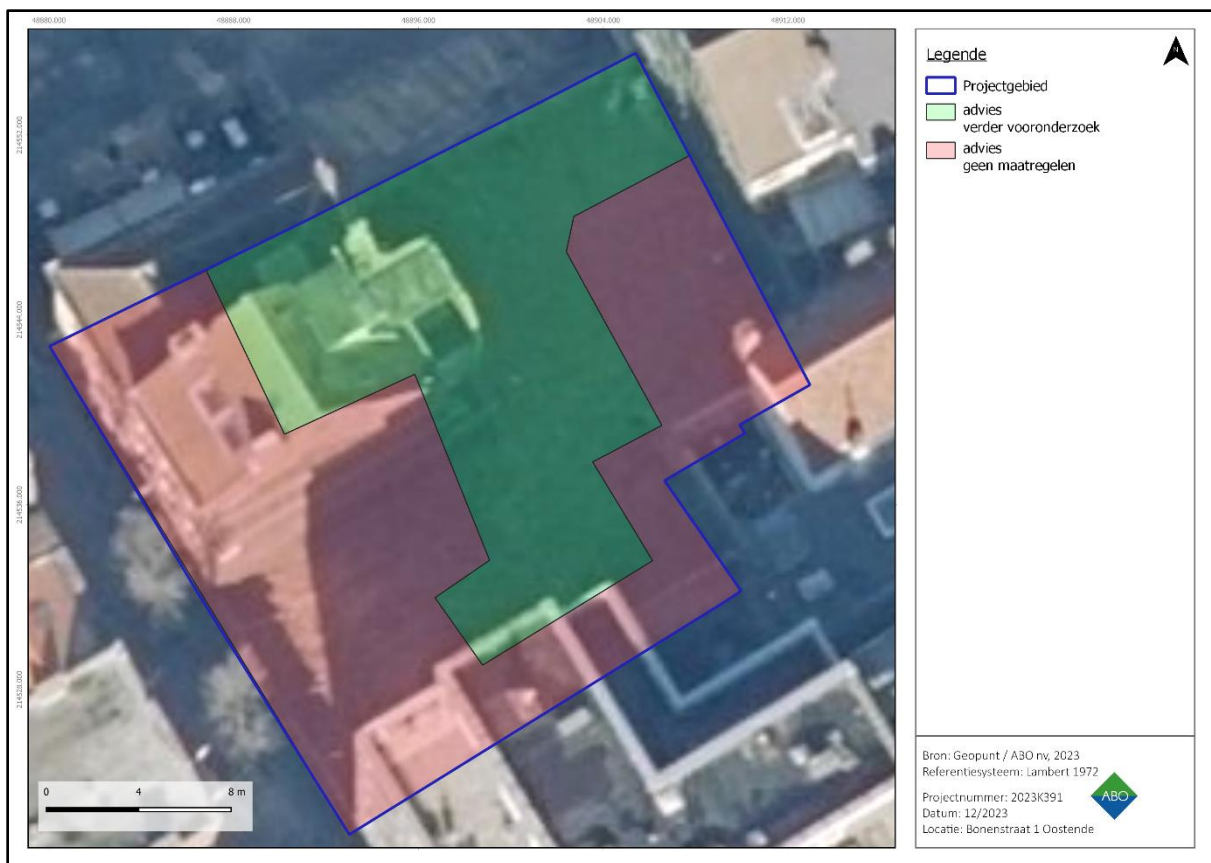 48880.000 48888.000 48896.000 48904.000 48912.000
214552.000
214544.000
214536.000
214528.000
0 4 8 m
Legende
N
Projectgebied
advies
verder vooronderzoek
advies
geen maatregelen
Bron: Geopunt / ABO nv, 2023
Referentiesysteem: Lambert 1972
Projectnummer: 2023K391
Datum: 12/2023
Locatie: Bonenstraat 1 Oostende
ABO